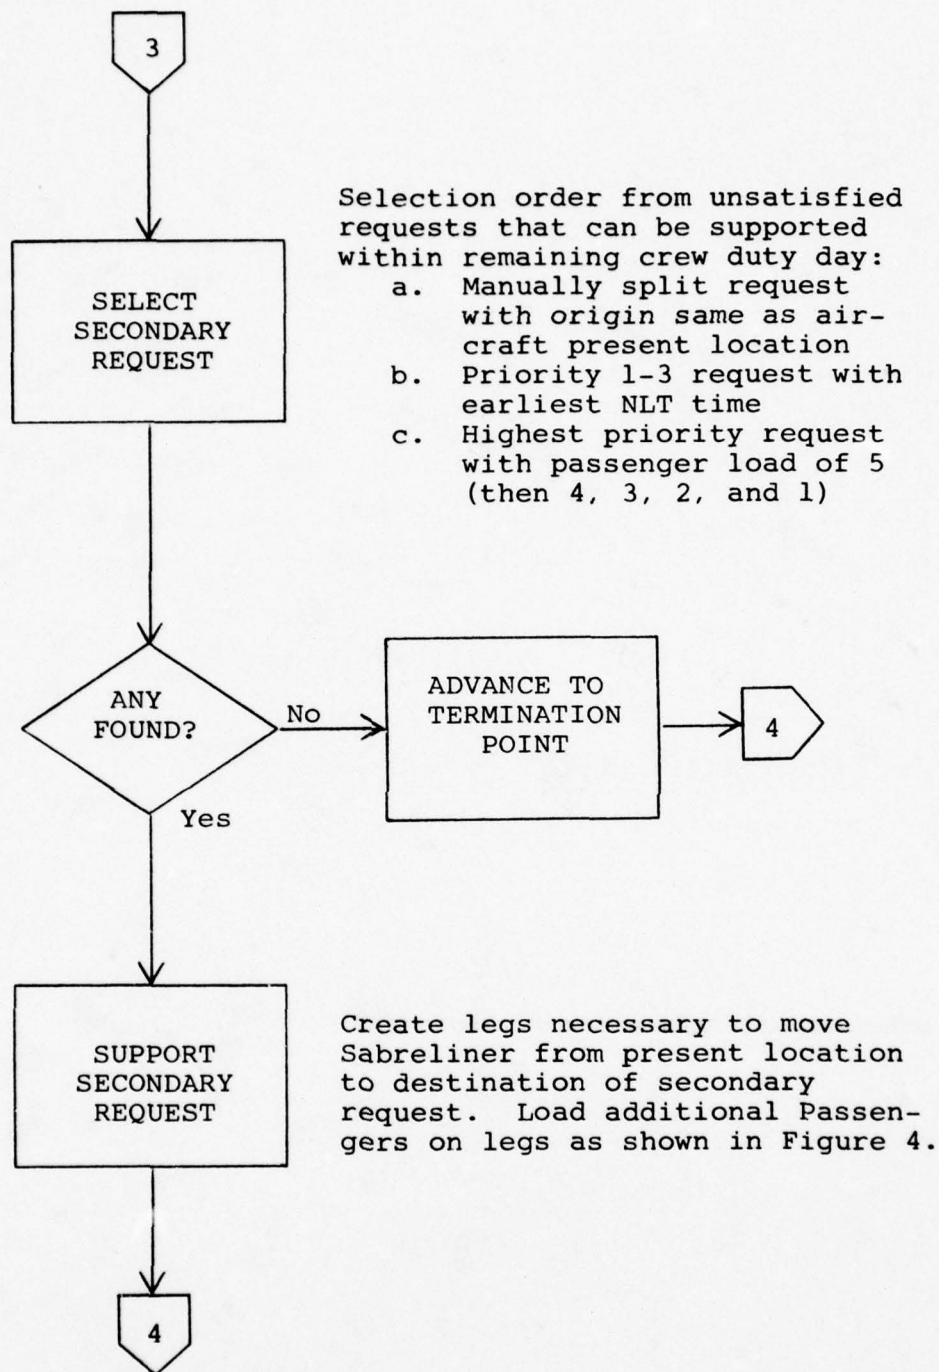 3
Selection order from unsatisfied
requests that can be supported
within remaining crew duty day:
a. Manually split request
with origin same as air-
craft present location
b. Priority 1-3 request with
earliest NLT time
c. Highest priority request
with passenger load of 5
(then 4, 3, 2, and 1)
SELECT
SECONDARY
REQUEST
ANY
FOUND?
No
ADVANCE TO
TERMINATION
POINT
4
Yes
SUPPORT
SECONDARY
REQUEST
Create legs necessary to move
Sabreliner from present location
to destination of secondary
request. Load additional Passen-
gers on legs as shown in Figure 4.
4